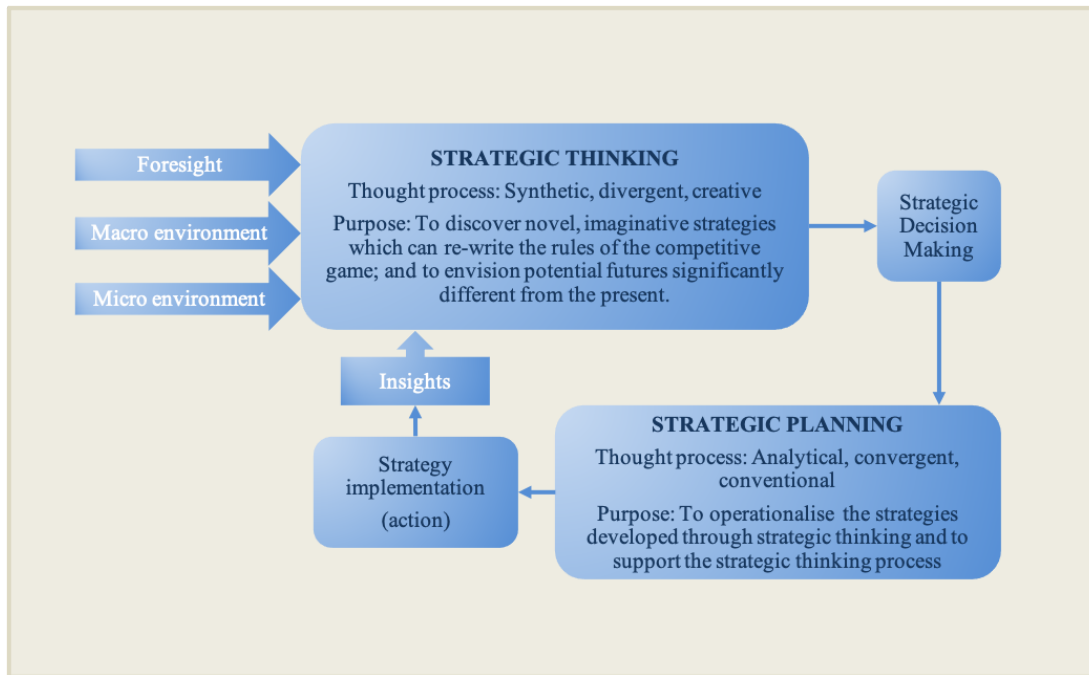 Foresight
Macro environment
Micro environment
STRATEGIC THINKING
Thought process: Synthetic, divergent, creative
Purpose: To discover novel, imaginative strategies
which can re-write the rules of the competitive
game; and to envision potential futures significantly
different from the present.
Strategic
Decision
Making
Insights
Strategy
implementation
(action)
STRATEGIC PLANNING
Thought process: Analytical, convergent,
conventional
Purpose: To operationalise the strategies
developed through strategic thinking and to
support the strategic thinking process